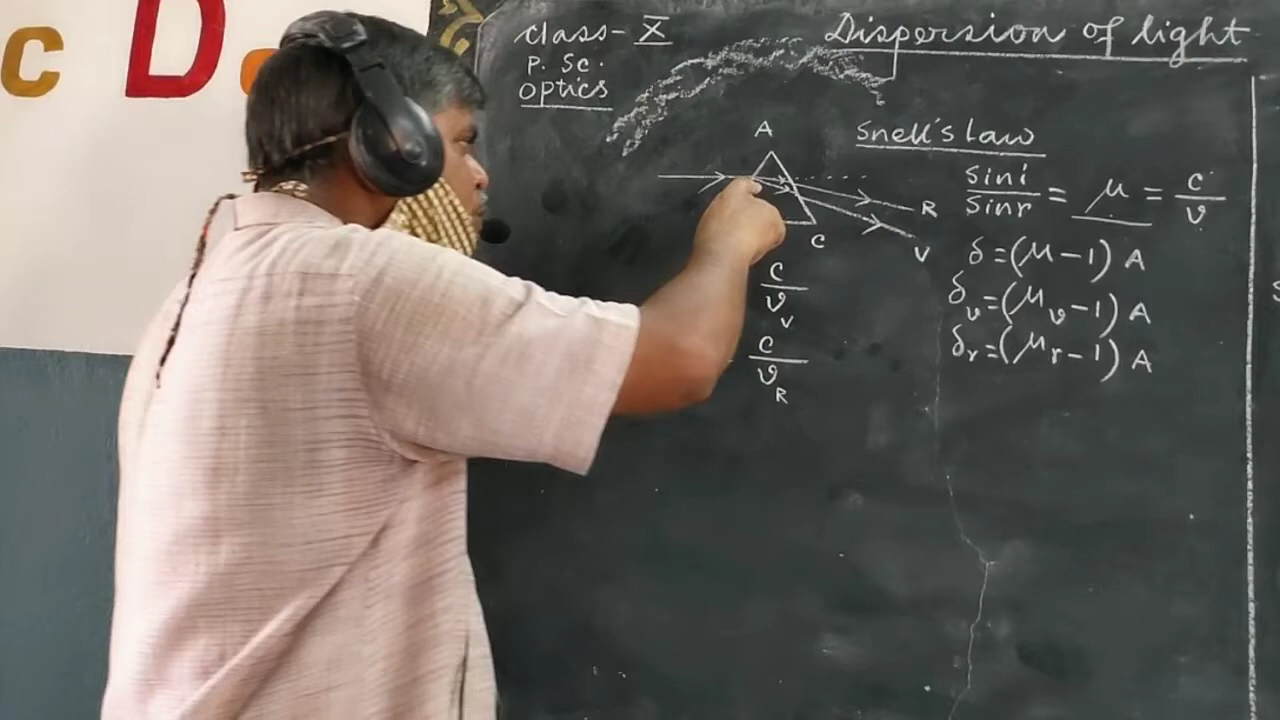 C D
Class- X
P. Sc.
Optics
Dispersion of light
A
C
R
V
c/v_V
c/v_R
Snell's Law
sin i/sin r = μ = c/v
δ=(μ-1) A
δ_v=(μ_v-1) A
δ_r=(μ_r-1) A